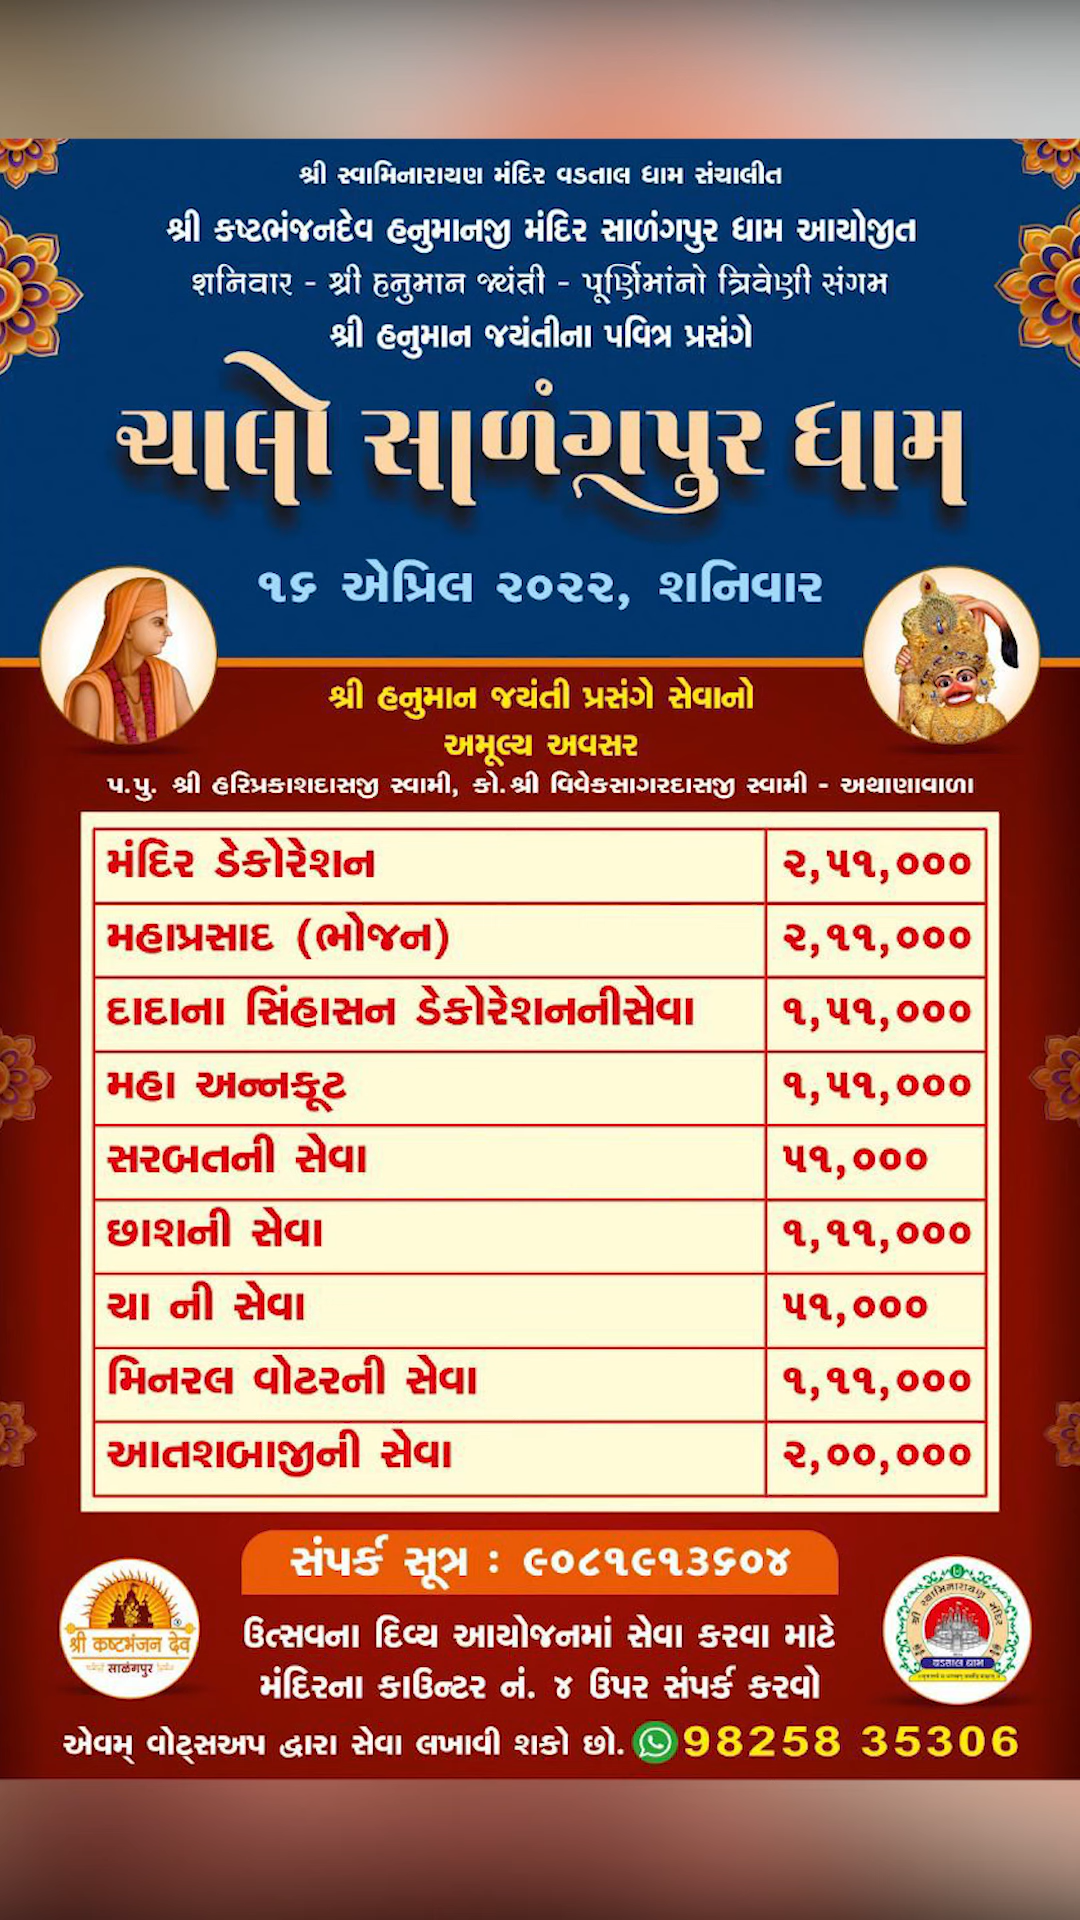 શ્રી સ્વામિનારાયણ મંદિર વડતાલ ધામ સંચાલીત
શ્રી કષ્ટભંજનદેવ હનુમાનજી મંદિર સાળંગપુર ધામ આયોજીત
શનિવાર - શ્રી હનુમાન જ્યંતી - પૂર્ણિમાંનો ત્રિવેણી સંગમ
શ્રી હનુમાન જયંતીના પવિત્ર પ્રસંગે
ચાલો સાળંગપુર ધામ
૧૬ એપ્રિલ ૨૦૨૨, શનિવાર
શ્રી હનુમાન જયંતી પ્રસંગે સેવાનો
અમૂલ્ય અવસર
પ.પુ. શ્રી હરિપ્રકાશદાસજી સ્વામી, કો.શ્રી વિવેકસાગરદાસજી સ્વામી - અથાણાવાળા
મંદિર ડેકોરેશન ૨,૫૧,૦૦૦
મહાપ્રસાદ (ભોજન) ૨,૧૧,૦૦૦
દાદાના સિંહાસન ડેકોરેશનનીસેવા ૧,૫૧,૦૦૦
મહા અન્નકૂટ ૧,૫૧,૦૦૦
સરબતની સેવા ૫૧,૦૦૦
છાશની સેવા ૧,૧૧,૦૦૦
ચા ની સેવા ૫૧,૦૦૦
મિનરલ વોટરની સેવા ૧,૧૧,૦૦૦
આતશબાજીની સેવા ૨,૦૦,૦૦૦
સંપર્ક સૂત્ર : ૯૦૮૧૯૧૩૬૦૪
ઉત્સવના દિવ્ય આયોજનમાં સેવા કરવા માટે
મંદિરના કાઉન્ટર નં. ૪ ઉપર સંપર્ક કરવો
એવમ્ વોટ્સઅપ દ્વારા સેવા લખાવી શકો છો. 98258 35306
श्री कष्टभंजन देव
साळंगपुर
શ્રી સ્વામિનારાયણ મંદિર
વડતાલ ધામ